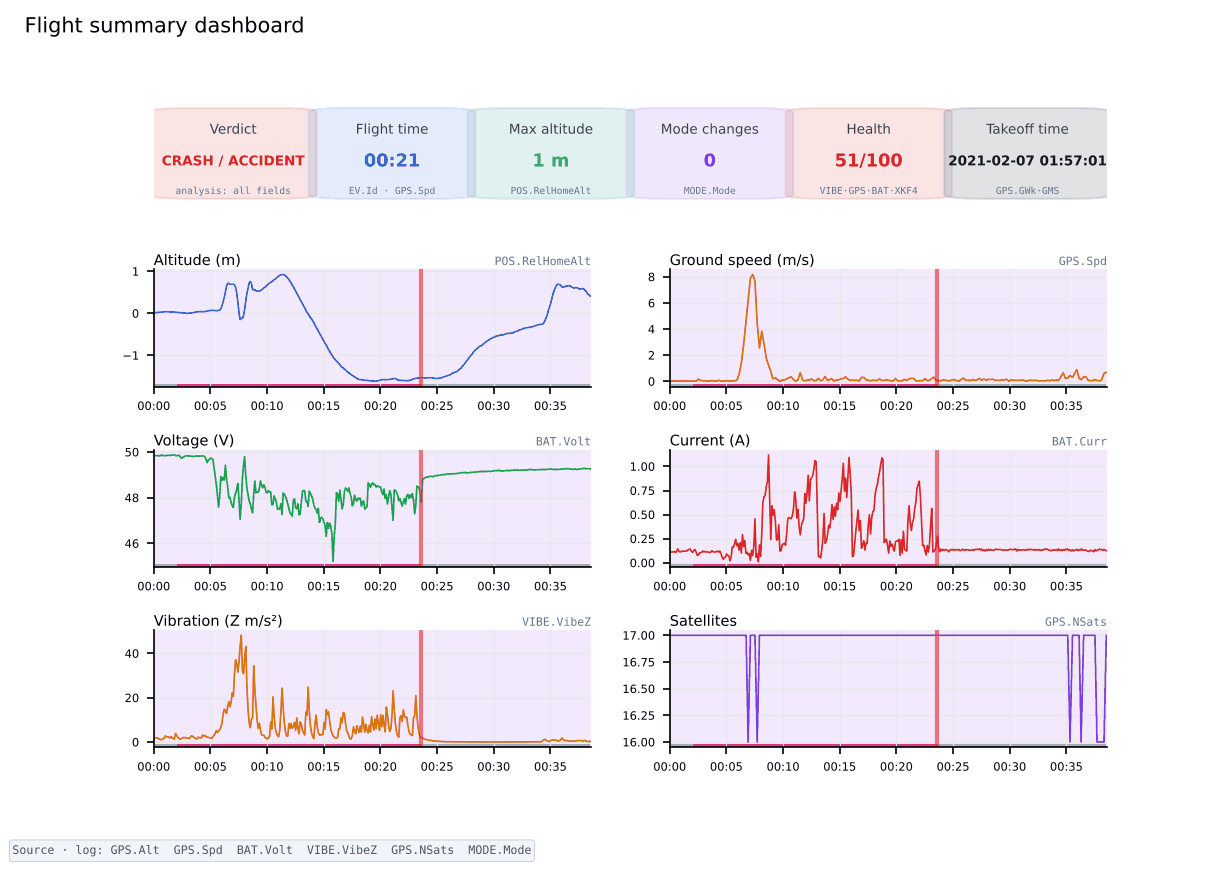 Flight summary dashboard
Verdict
CRASH / ACCIDENT
analysis: all fields
Flight time
00:21
EV.Id · GPS.Spd
Max altitude
1 m
POS.RelHomeAlt
Mode changes
0
MODE.Mode
Health
51/100
VIBE·GPS·BAT·XKF4
Takeoff time
2021-02-07 01:57:01
GPS.GWk·GMS
Altitude (m) POS.RelHomeAlt
1
0
−1
00:00 00:05 00:10 00:15 00:20 00:25 00:30 00:35
Ground speed (m/s) GPS.Spd
8
6
4
2
0
00:00 00:05 00:10 00:15 00:20 00:25 00:30 00:35
Voltage (V) BAT.Volt
50
48
46
00:00 00:05 00:10 00:15 00:20 00:25 00:30 00:35
Current (A) BAT.Curr
1.00
0.75
0.50
0.25
0.00
00:00 00:05 00:10 00:15 00:20 00:25 00:30 00:35
Vibration (Z m/s²) VIBE.VibeZ
40
20
0
00:00 00:05 00:10 00:15 00:20 00:25 00:30 00:35
Satellites GPS.NSats
17.00
16.75
16.50
16.25
16.00
00:00 00:05 00:10 00:15 00:20 00:25 00:30 00:35
Source · log: GPS.Alt GPS.Spd BAT.Volt VIBE.VibeZ GPS.NSats MODE.Mode